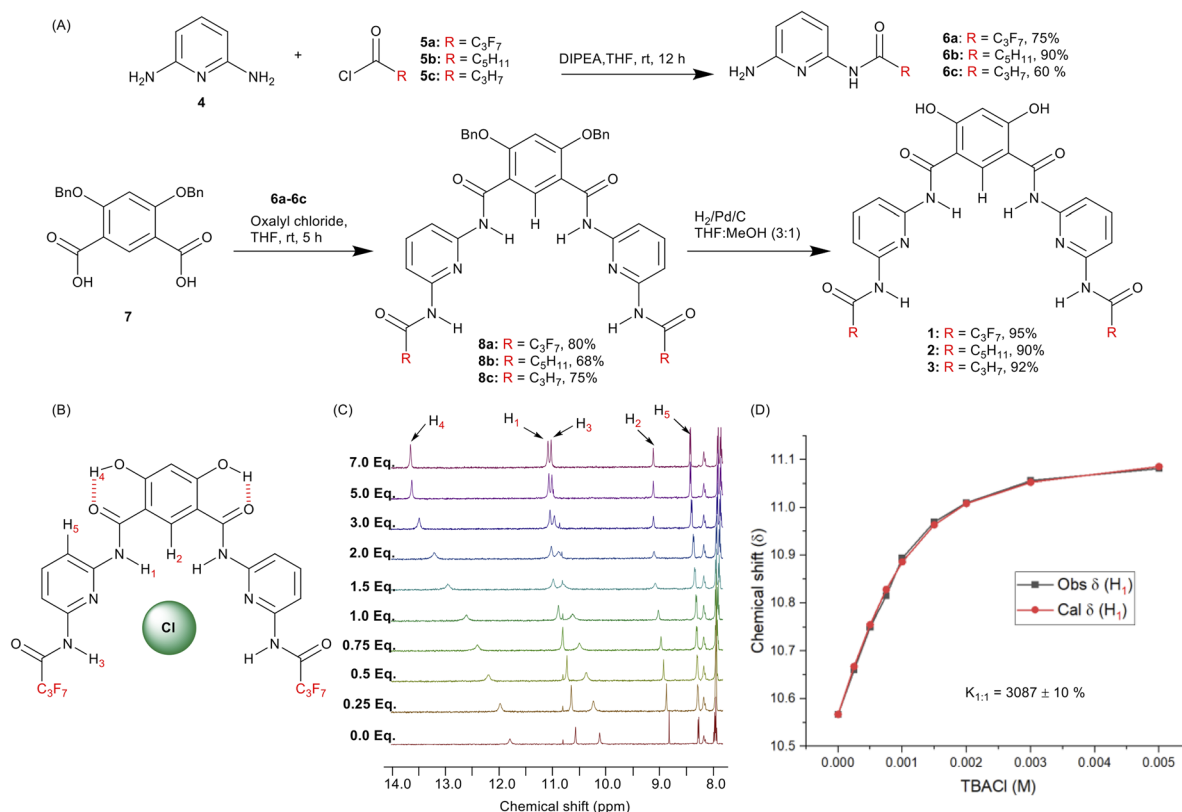 (A)
NH₂
N
NH₂
4
+
O
Cl
R
5a: R = C₃F₇
5b: R = C₅H₁₁
5c: R = C₃H₇
DIPEA,THF, rt, 12 h
NH₂
N
N
H
O
R
6a: R = C₃F₇, 75%
6b: R = C₅H₁₁, 90%
6c: R = C₃H₇, 60 %
BnO
OBn
O
OH
O
OH
7
6a-6c
Oxalyl chloride,
THF, rt, 5 h
BnO
OBn
O
O
N
H
H
N
H
N
N
O
N
H
N
H
O
R
R
8a: R = C₃F₇, 80%
8b: R = C₅H₁₁, 68%
8c: R = C₃H₇, 75%
H₂/Pd/C
THF:MeOH (3:1)
HO
OH
O
O
N
H
H
N
H
N
N
O
N
H
N
H
O
R
R
1: R = C₃F₇, 95%
2: R = C₅H₁₁, 90%
3: R = C₃H₇, 92%
(B)
H₄
O
O
H
O
O
H₅
N
H₁
H₂
H
N
N
N
Cl
O
N
H₃
H
N
O
C₃F₇
C₃F₇
(C)
H₄
H₁
H₃
H₂
H₅
7.0 Eq.
5.0 Eq.
3.0 Eq.
2.0 Eq.
1.5 Eq.
1.0 Eq.
0.75 Eq.
0.5 Eq.
0.25 Eq.
0.0 Eq.
14.0 13.0 12.0 11.0 10.0 9.0 8.0
Chemical shift (ppm)
(D)
Chemical shift (δ)
11.1
11.0
10.9
10.8
10.7
10.6
10.5
Obs δ (H₁)
Cal δ (H₁)
K₁:₁ = 3087 ± 10 %
0.000 0.001 0.002 0.003 0.004 0.005
TBACl (M)